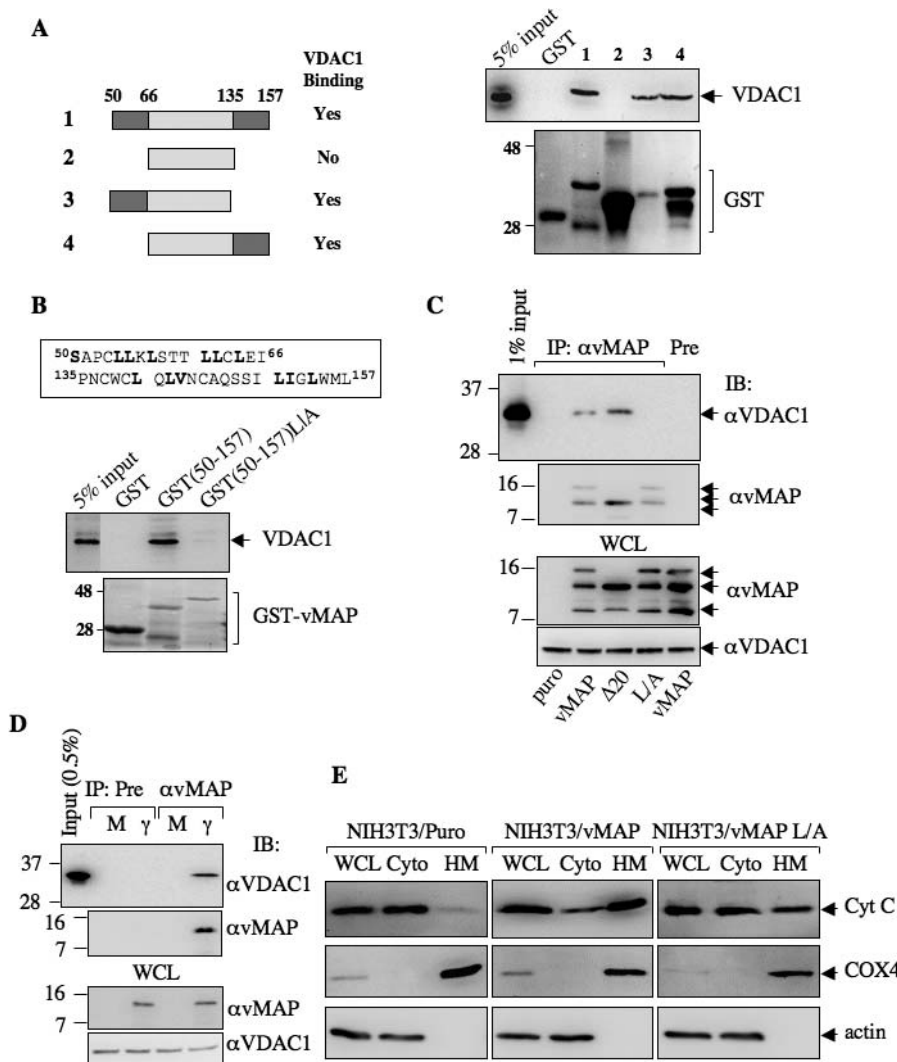 A
VDAC1
Binding
50 66 135 157
1 Yes
2 No
3 Yes
4 Yes
5% input GST 1 2 3 4
VDAC1
48
28
GST
B
50SAPCLLKLSTT LLCLEI66
135PNCWCL QLVNCAQSSI LIGLWML157
5% input GST GST(50-157) GST(50-157)L/A
VDAC1
48
28
GST-vMAP
C
1% input IP: αvMAP Pre
IB:
37
28
αVDAC1
16
7
αvMAP
WCL
16
7
αvMAP
αVDAC1
puro vMAP Δ20 L/A vMAP
D
Input (0.5%) IP: Pre αvMAP
M γ M γ
IB:
37
28
αVDAC1
16
7
αvMAP
WCL
16
7
αvMAP
αVDAC1
E
NIH3T3/Puro NIH3T3/vMAP NIH3T3/vMAP L/A
WCL Cyto HM WCL Cyto HM WCL Cyto HM
Cyt C
COX4
actin